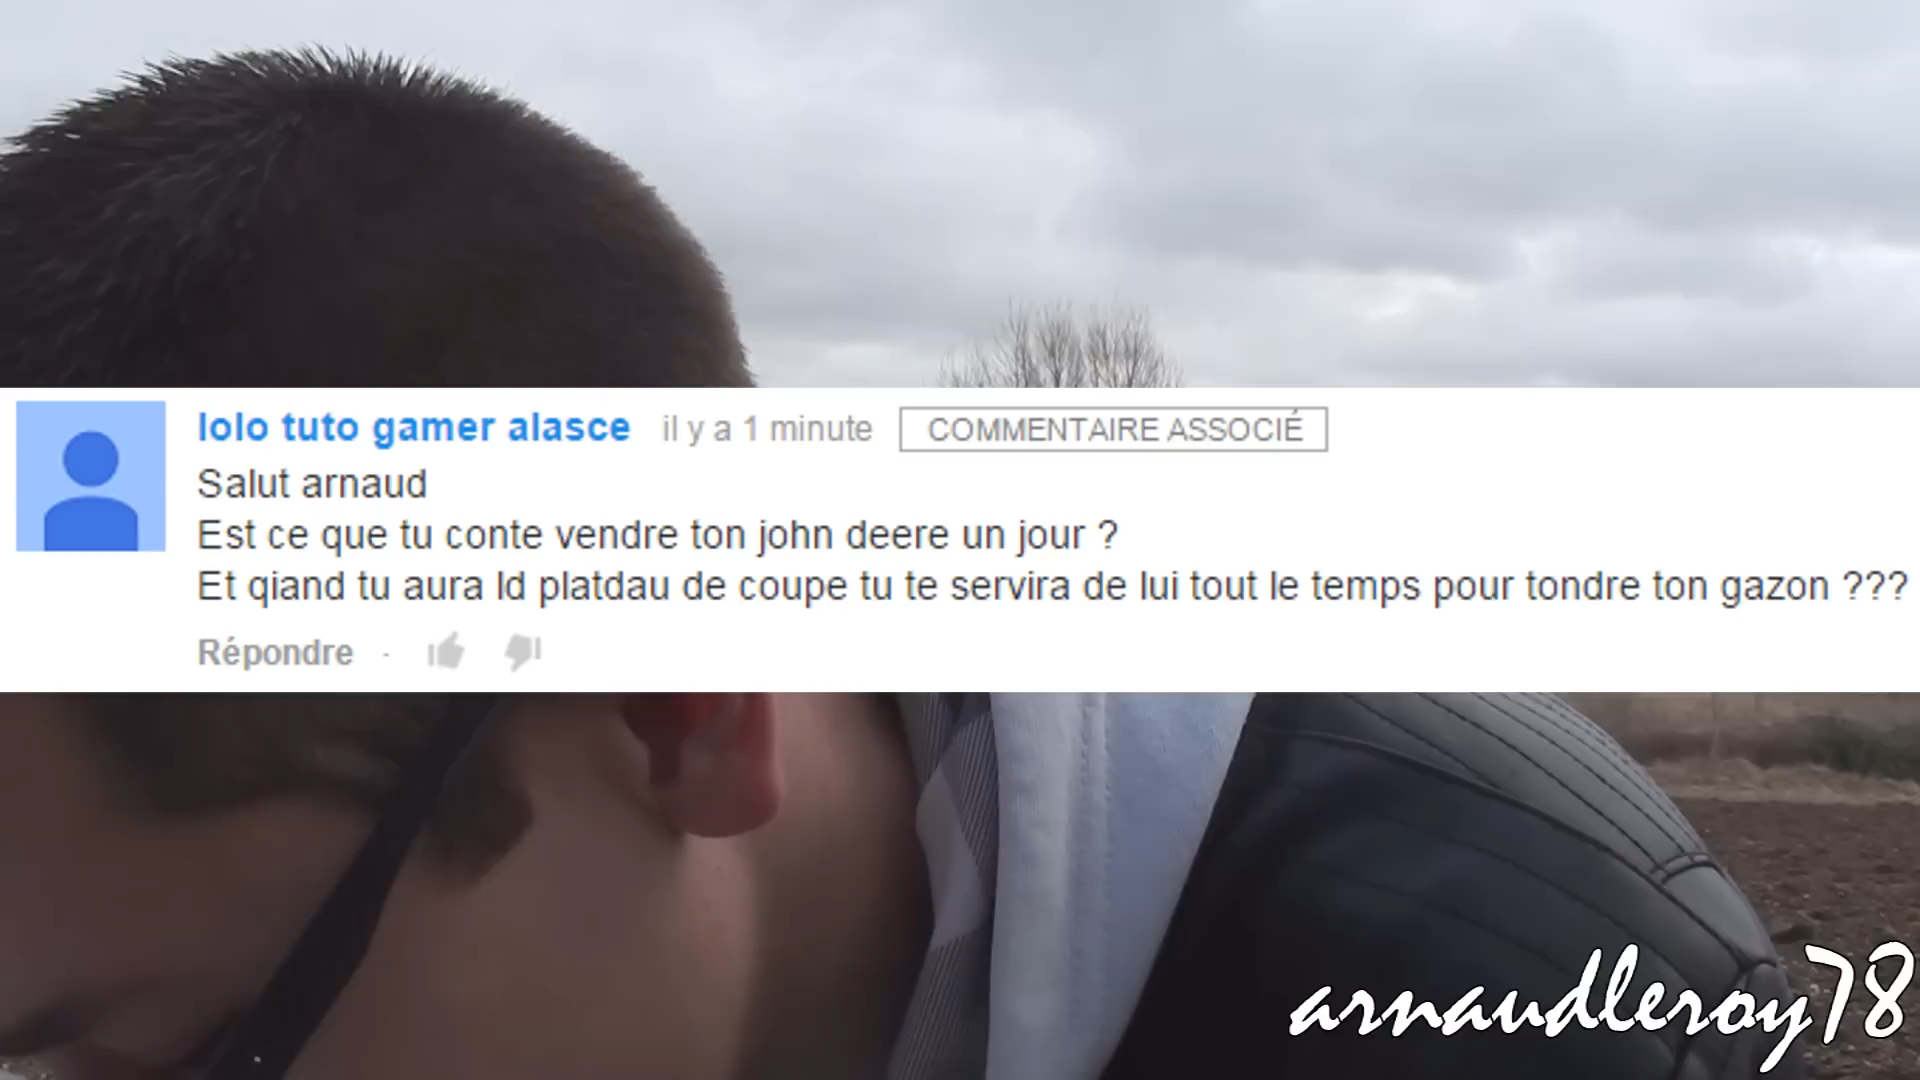 lolo tuto gamer alasce il y a 1 minute COMMENTAIRE ASSOCIÉ
Salut arnaud
Est ce que tu conte vendre ton john deere un jour ?
Et qiand tu aura ld platdau de coupe tu te servira de lui tout le temps pour tondre ton gazon ???
Répondre ·
arnaudleroy78